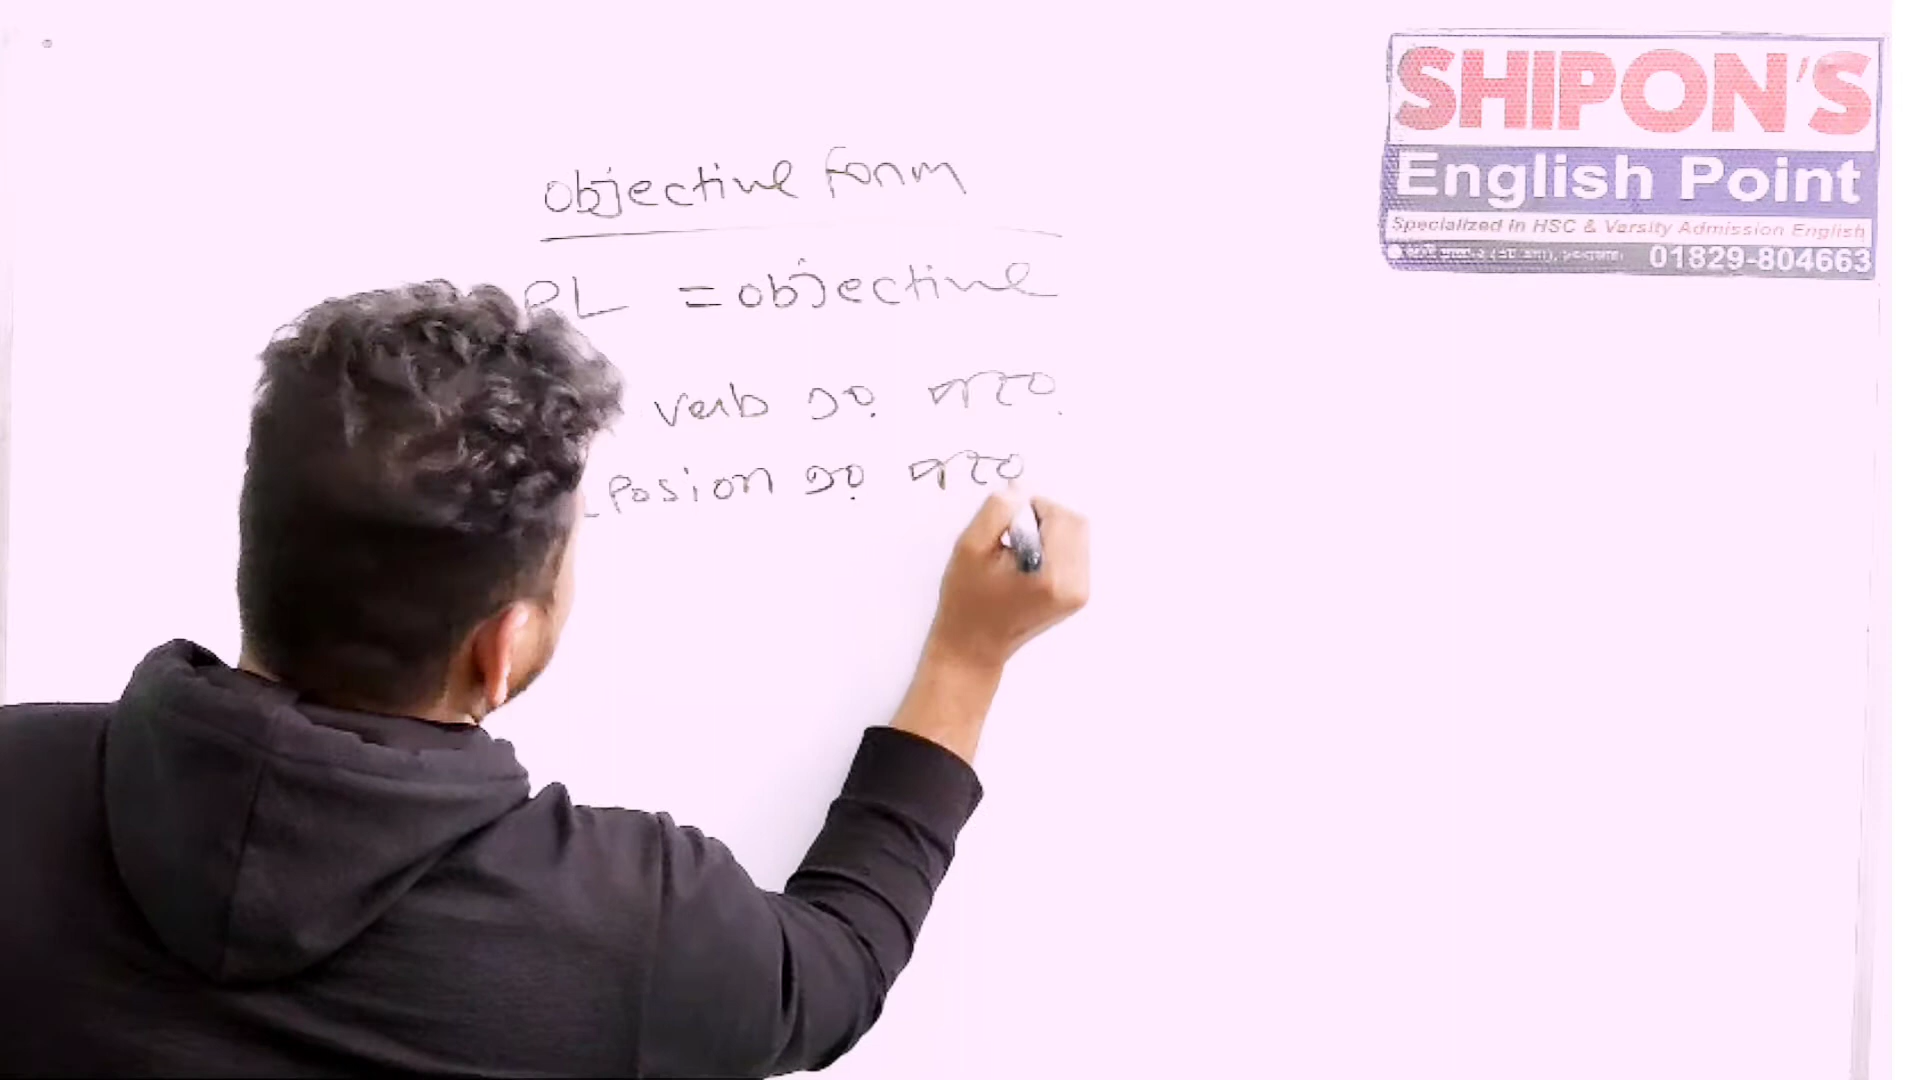 SHIPON'S
English Point
Specialized in HSC & Varsity Admission English
01829-804663
objective form
PL = objective
verb এর পরে
posion এর পরে